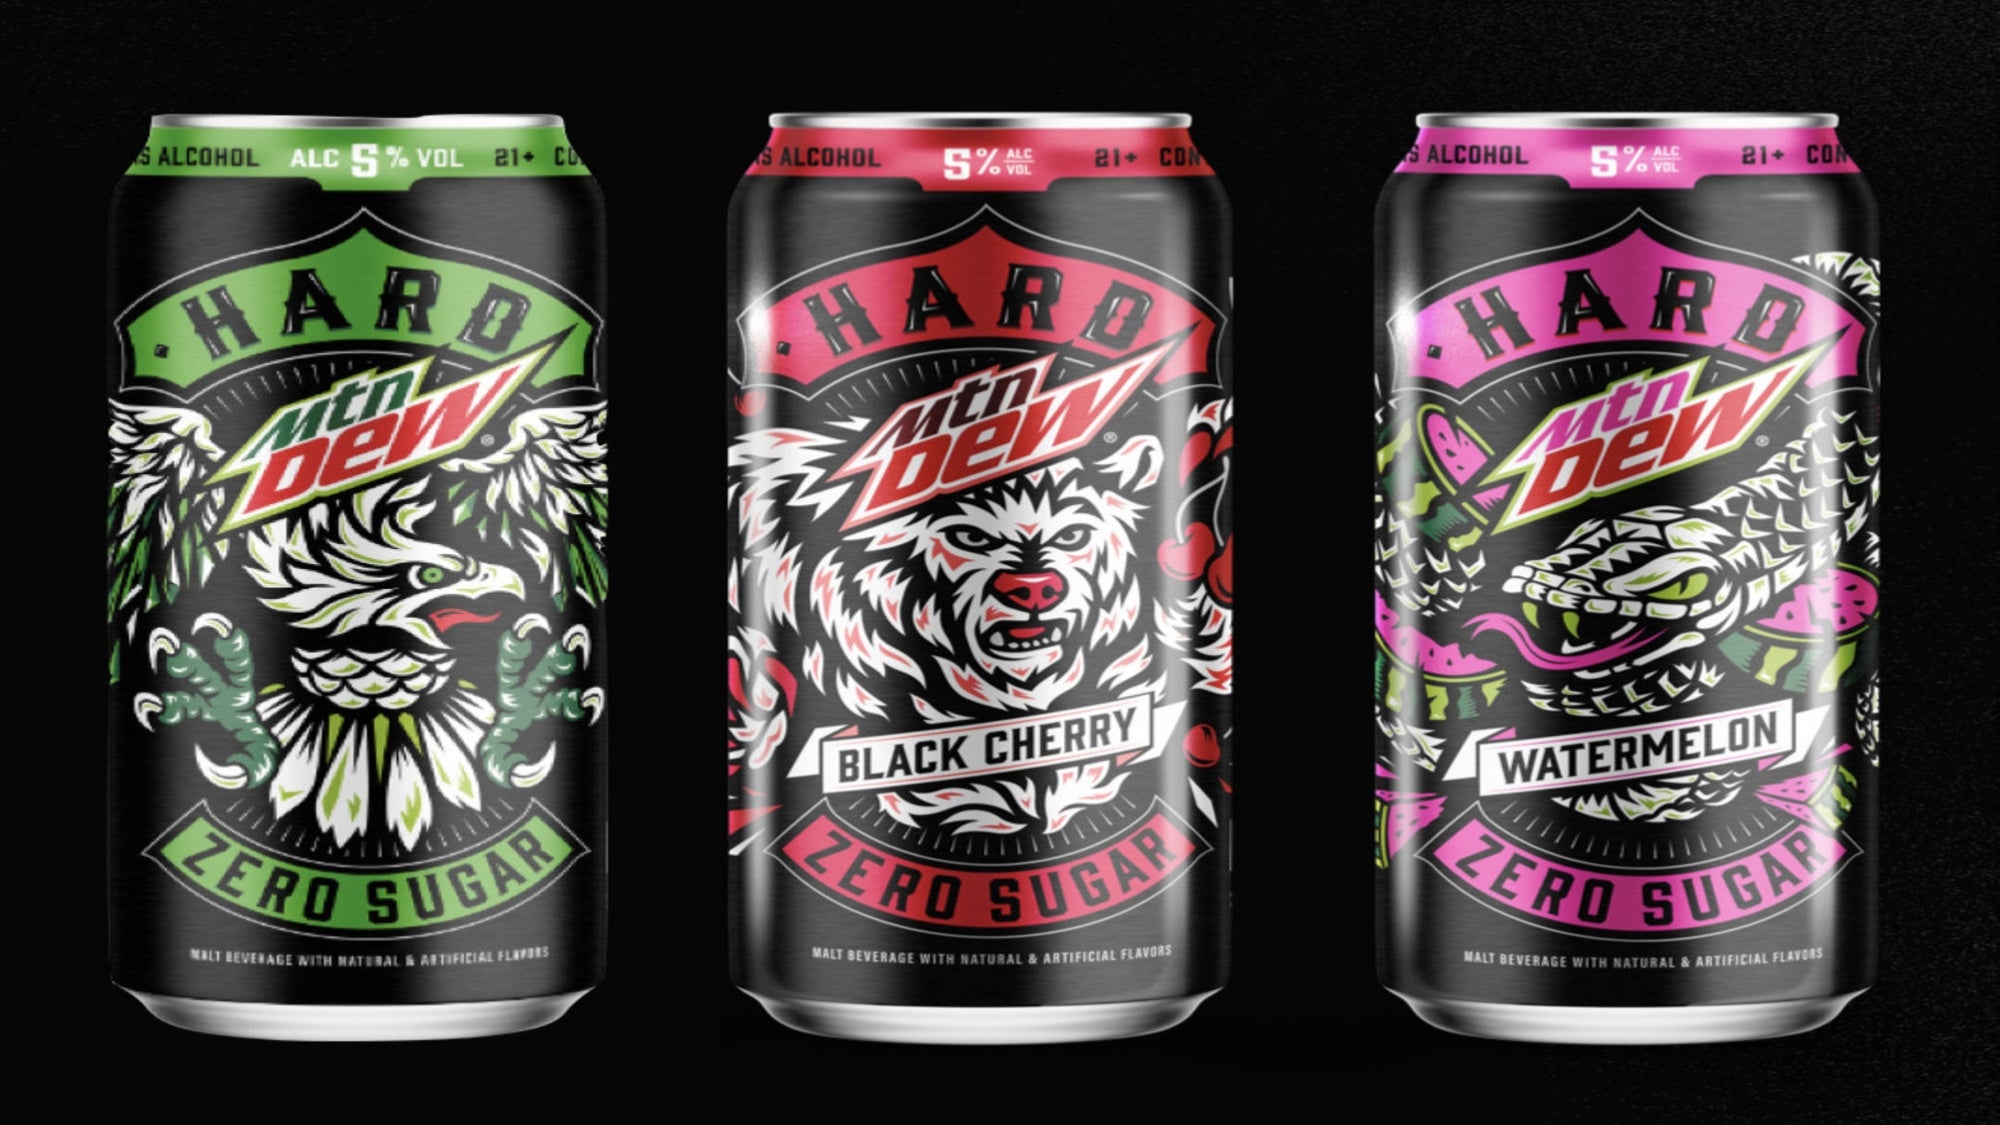 S ALCOHOL ALC 5% VOL 21+ CO
HARD
Mtn
Dew®
ZERO SUGAR
MALT BEVERAGE WITH NATURAL & ARTIFICIAL FLAVORS
S ALCOHOL 5% ALC VOL 21+ CON
HARD
Mtn
Dew®
BLACK CHERRY
ZERO SUGAR
MALT BEVERAGE WITH NATURAL & ARTIFICIAL FLAVORS
S ALCOHOL 5% ALC VOL 21+ CON
HARD
Mtn
Dew®
WATERMELON
ZERO SUGAR
MALT BEVERAGE WITH NATURAL & ARTIFICIAL FLAVORS